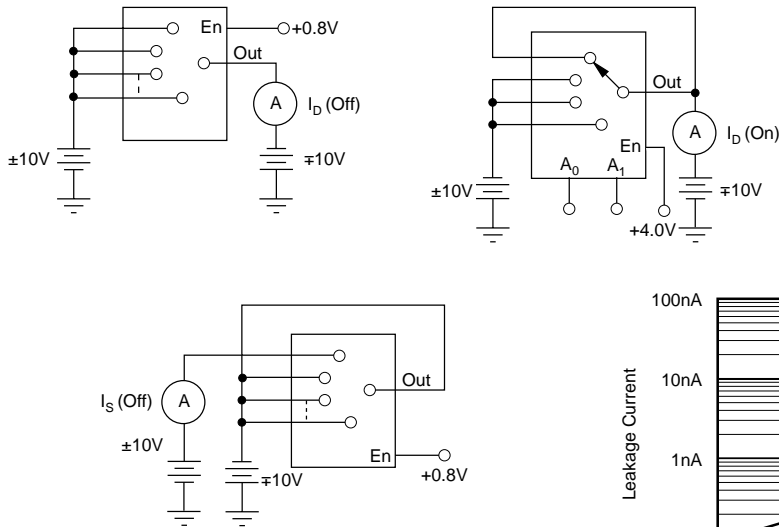 En
+0.8V
Out
A
I_D (Off)
±10V
∓10V
Out
A
I_D (On)
En
A_0 A_1
±10V
∓10V
+4.0V
Out
I_S (Off)
A
±10V
En
∓10V
+0.8V
100nA
10nA
1nA
Leakage Current